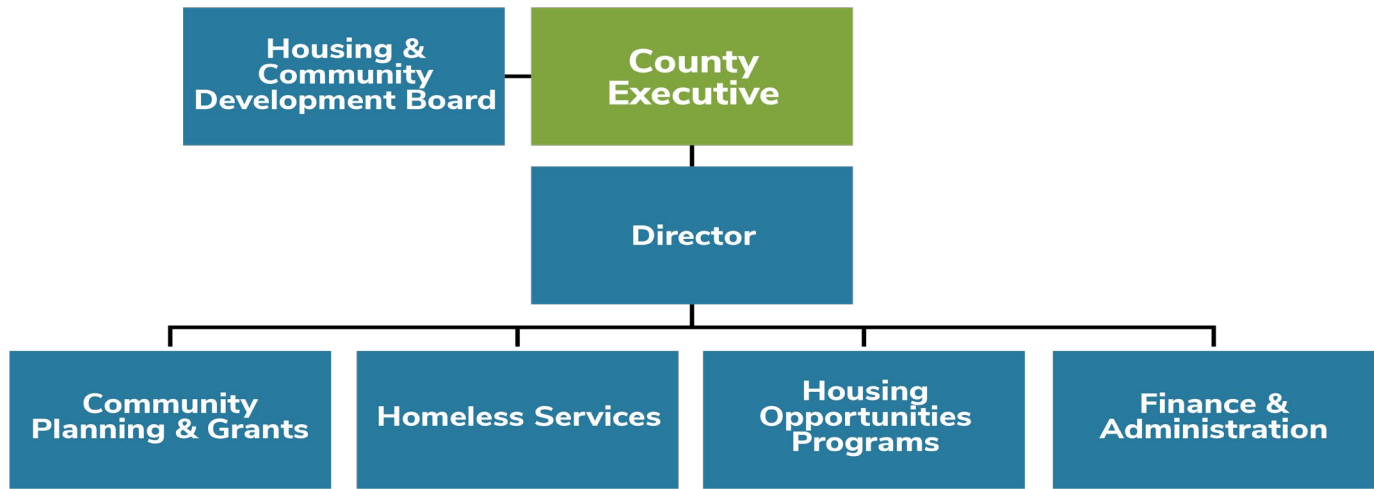 Housing &
Community
Development Board
County
Executive
Director
Community
Planning & Grants
Homeless Services
Housing
Opportunities
Programs
Finance &
Administration